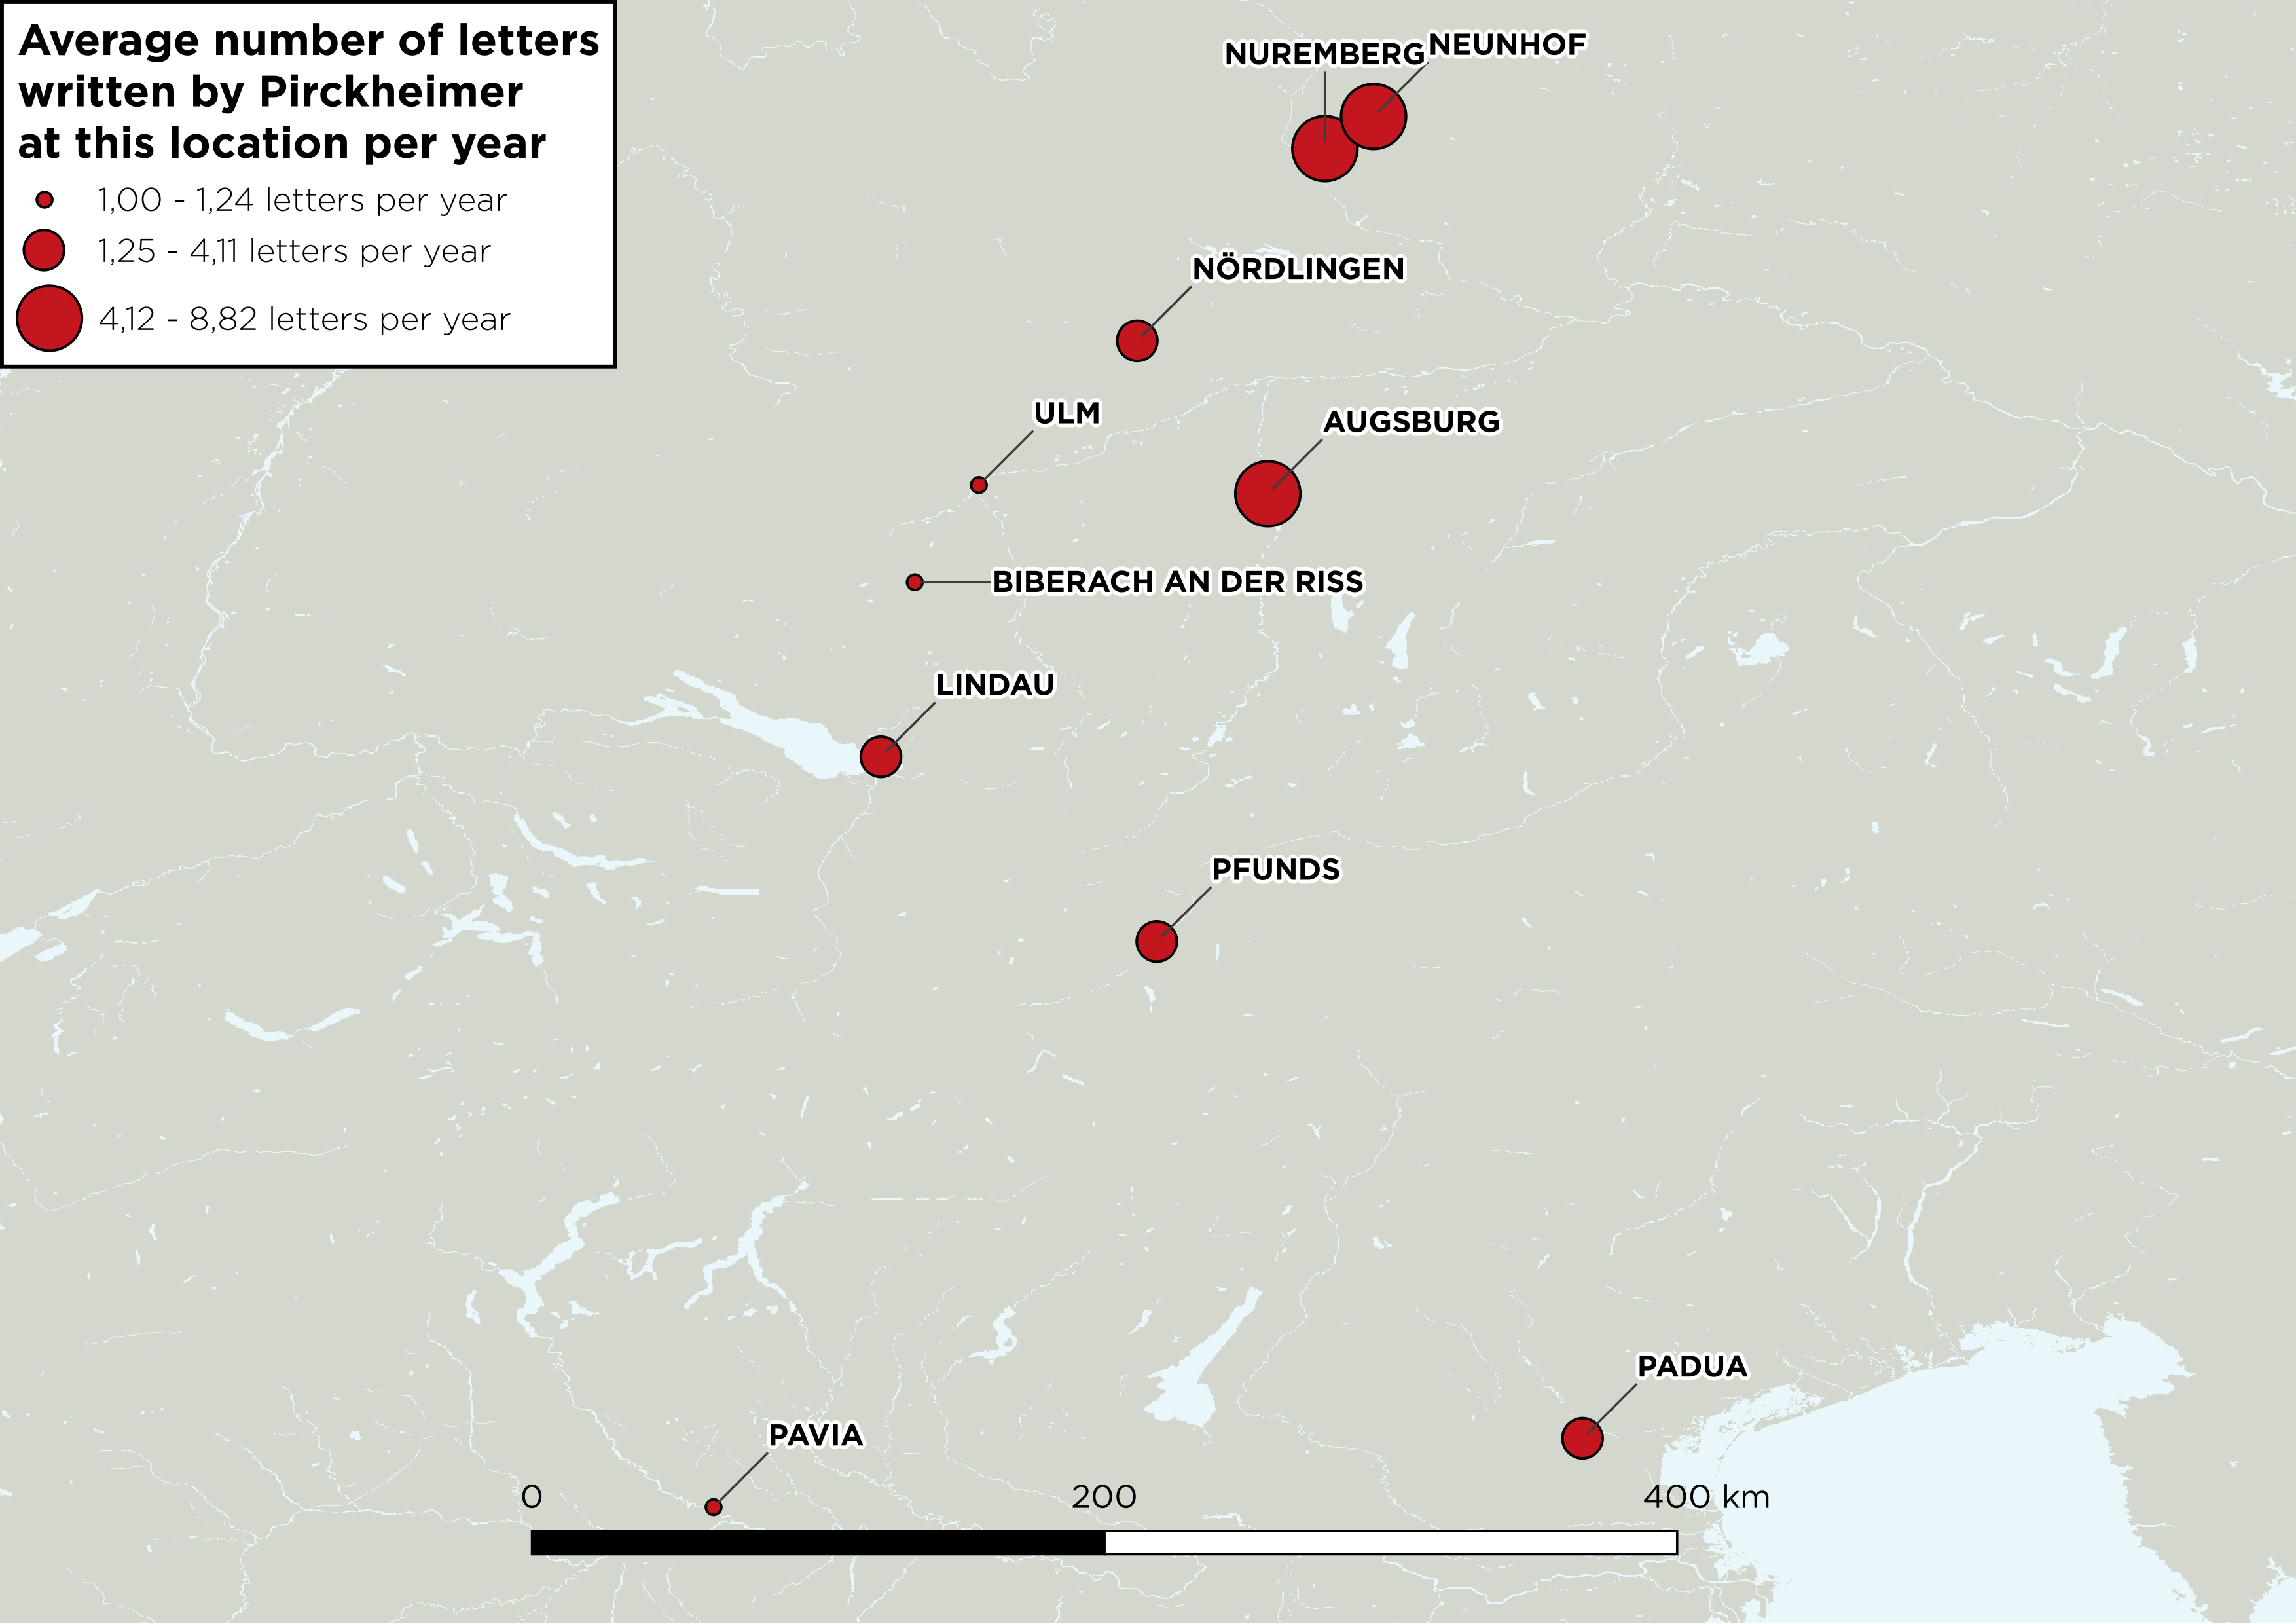 Average number of letters
written by Pirckheimer
at this location per year
1,00 - 1,24 letters per year
1,25 - 4,11 letters per year
4,12 - 8,82 letters per year
NUREMBERG
NEUNHOF
NÖRDLINGEN
ULM
AUGSBURG
BIBERACH AN DER RISS
LINDAU
PFUNDS
PADUA
PAVIA
0
200
400 km